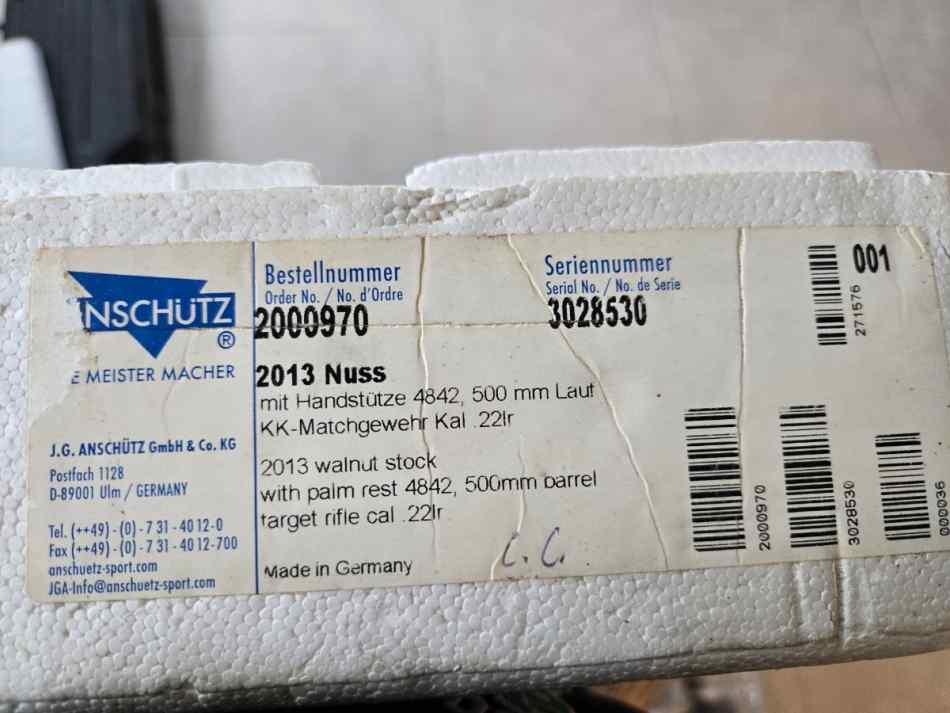 NSCHÜTZ
®
E MEISTER MACHER
J.G. ANSCHÜTZ GmbH & Co. KG
Postfach 1128
D-89001 Ulm / GERMANY
Tel. (++49) - (0) - 7 31 - 40 12-0
Fax (++49) - (0) - 7 31 - 40 12-700
anschuetz-sport.com
JGA-Info@anschuetz-sport.com
Bestellnummer
Order No. / No. d'Ordre
2000970
Seriennummer
Serial No. / No. de Serie
3028530
2013 Nuss
mit Handstütze 4842, 500 mm Lauf
KK-Matchgewehr Kal .22lr
2013 walnut stock
with palm rest 4842, 500mm barrel
target rifle cal .22lr
Made in Germany
C.C.
001
271576
2000970
3028530
000036